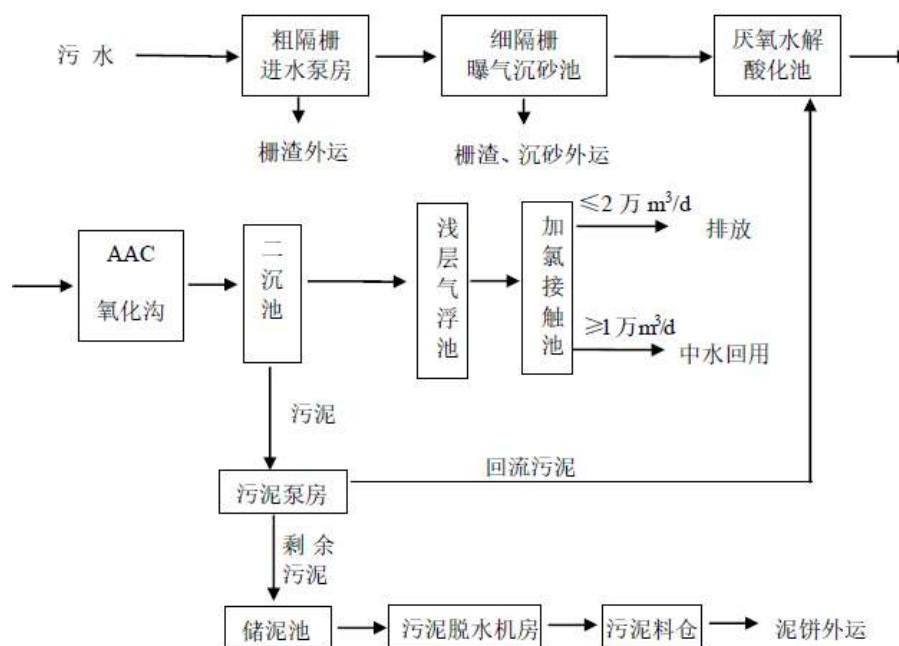 污 水
粗隔栅
进水泵房
细隔栅
曝气沉砂池
厌氧水解
酸化池
栅渣外运
栅渣、沉砂外运
AAC
氧化沟
二沉池
浅层气浮池
加氯接触池
≤2 万 m³/d
排放
≥1 万m³/d
中水回用
污泥
污泥泵房
回流污泥
剩 余
污泥
储泥池
污泥脱水机房
污泥料仓
泥饼外运